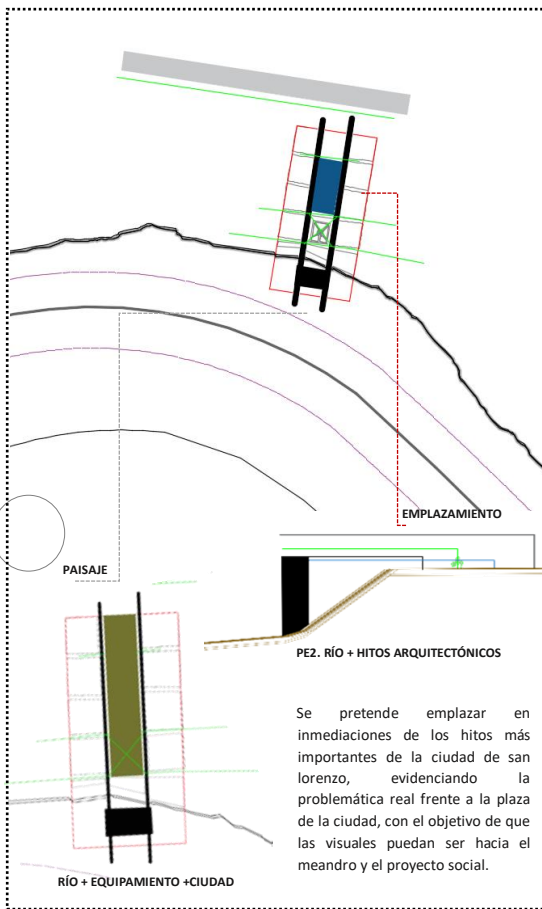 EMPLAZAMIENTO
PAISAJE
PE2. RÍO + HITOS ARQUITECTÓNICOS
Se pretende emplazar en
inmediaciones de los hitos más
importantes de la ciudad de san
lorenzo, evidenciando la
problemática real frente a la plaza
de la ciudad, con el objetivo de que
las visuales puedan ser hacia el
meandro y el proyecto social.
RÍO + EQUIPAMIENTO +CIUDAD